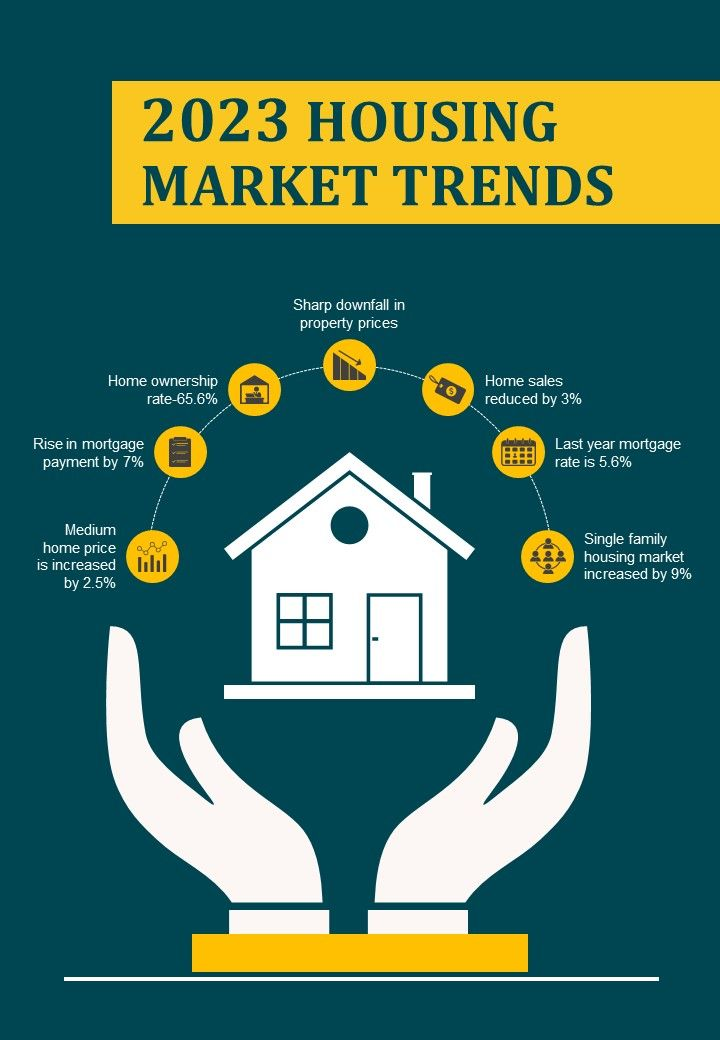 2023 HOUSING
MARKET TRENDS
Sharp downfall in
property prices
Home ownership
rate-65.6%
Home sales
reduced by 3%
Rise in mortgage
payment by 7%
Last year mortgage
rate is 5.6%
Medium
home price
is increased
by 2.5%
Single family
housing market
increased by 9%
$